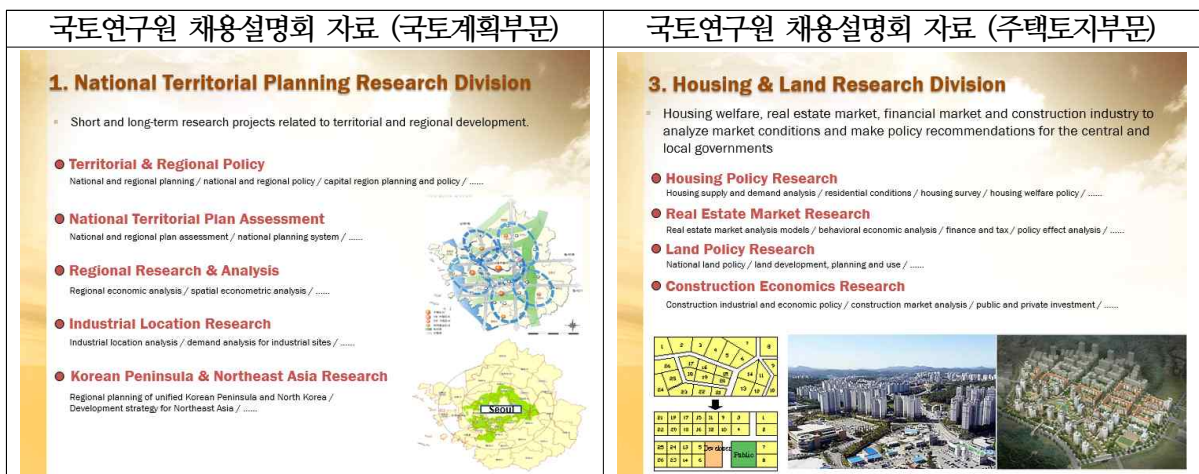 국토연구원 채용설명회 자료 (국토계획부문)
1. National Territorial Planning Research Division
Short and long-term research projects related to territorial and regional development.
Territorial & Regional Policy
National and regional planning / national and regional policy / capital region planning and policy / ......
National Territorial Plan Assessment
National and regional plan assessment / national planning system / ......
Regional Research & Analysis
Regional economic analysis / spatial econometric analysis / ......
Industrial Location Research
Industrial location analysis / demand analysis for industrial sites / ......
Korean Peninsula & Northeast Asia Research
Regional planning of unified Korean Peninsula and North Korea /
Development strategy for Northeast Asia / ......
Seoul
국토연구원 채용설명회 자료 (주택토지부문)
3. Housing & Land Research Division
Housing welfare, real estate market, financial market and construction industry to
analyze market conditions and make policy recommendations for the central and
local governments
Housing Policy Research
Housing supply and demand analysis / residential conditions / housing survey / housing welfare policy / ......
Real Estate Market Research
Real estate market analysis models / behavioral economic analysis / finance and tax / policy effect analysis / ......
Land Policy Research
National land policy / land development, planning and use / ......
Construction Economics Research
Construction industrial and economic policy / construction market analysis / public and private investment / ......
Public